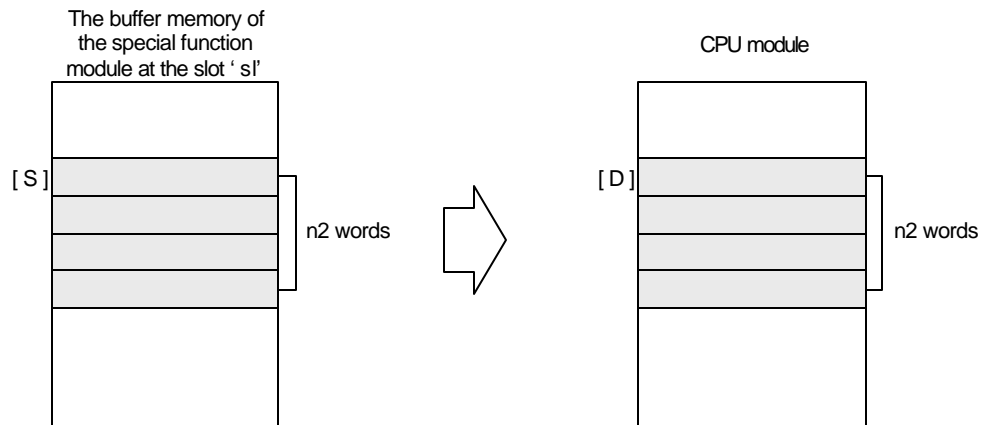 The buffer memory of
the special function
module at the slot ‘ sl’
CPU module
[ S ]
n2 words
[ D ]
n2 words